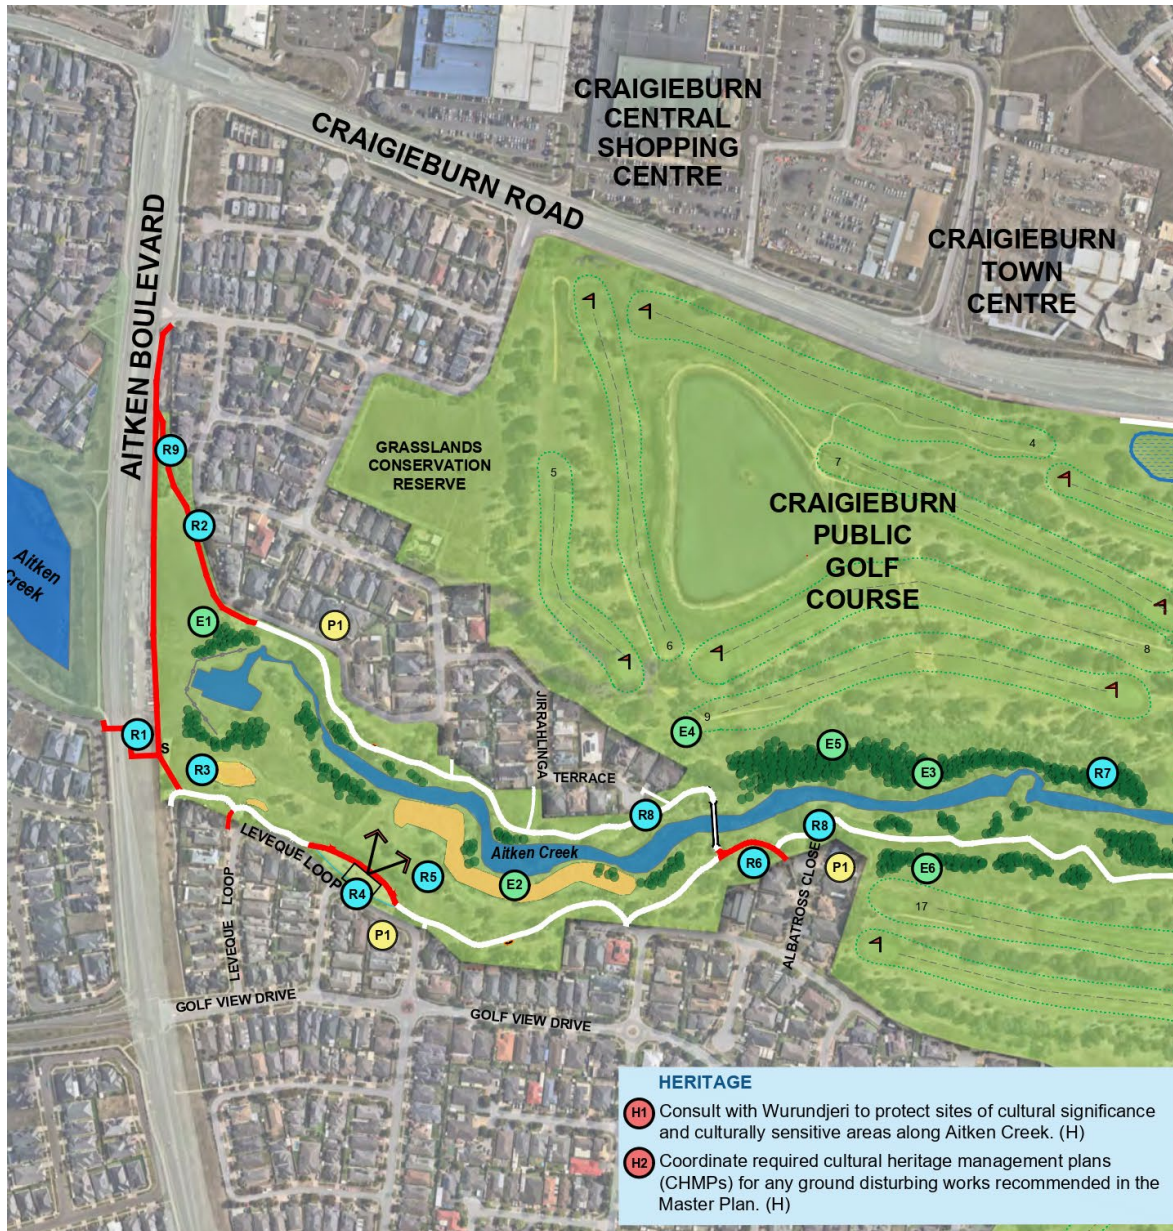 CRAIGIEBURN
CENTRAL
SHOPPING
CENTRE
CRAIGIEBURN ROAD
CRAIGIEBURN
TOWN
CENTRE
AITKEN BOULEVARD
GRASSLANDS
CONSERVATION
RESERVE
4
7
5
R9
CRAIGIEBURN
PUBLIC
GOLF
COURSE
R2
Aitken
Creek
E1
P1
6
8
9
E4
JIRRAHLINGA
TERRACE
R1
S
R3
E5
E3
R7
R8
R8
LEVEQUE LOOP
Aitken Creek
R5
R4
E2
R6
P1
E6
ALBATROSS CLOSE
17
LEVEQUE LOOP
P1
GOLF VIEW DRIVE
GOLF VIEW DRIVE
HERITAGE
H1 Consult with Wurundjeri to protect sites of cultural significance
and culturally sensitive areas along Aitken Creek. (H)
H2 Coordinate required cultural heritage management plans
(CHMPs) for any ground disturbing works recommended in the
Master Plan. (H)